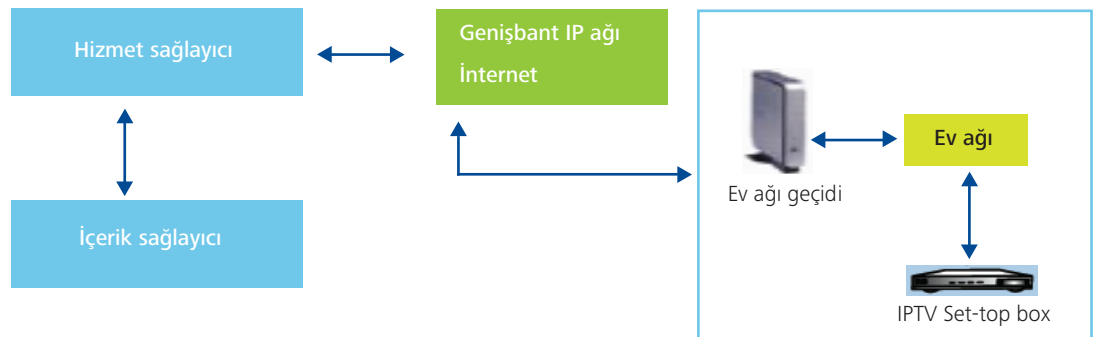 Hizmet sağlayıcı
Genişbant IP ağı
İnternet
Ev ağı
Ev ağı geçidi
İçerik sağlayıcı
IPTV Set-top box